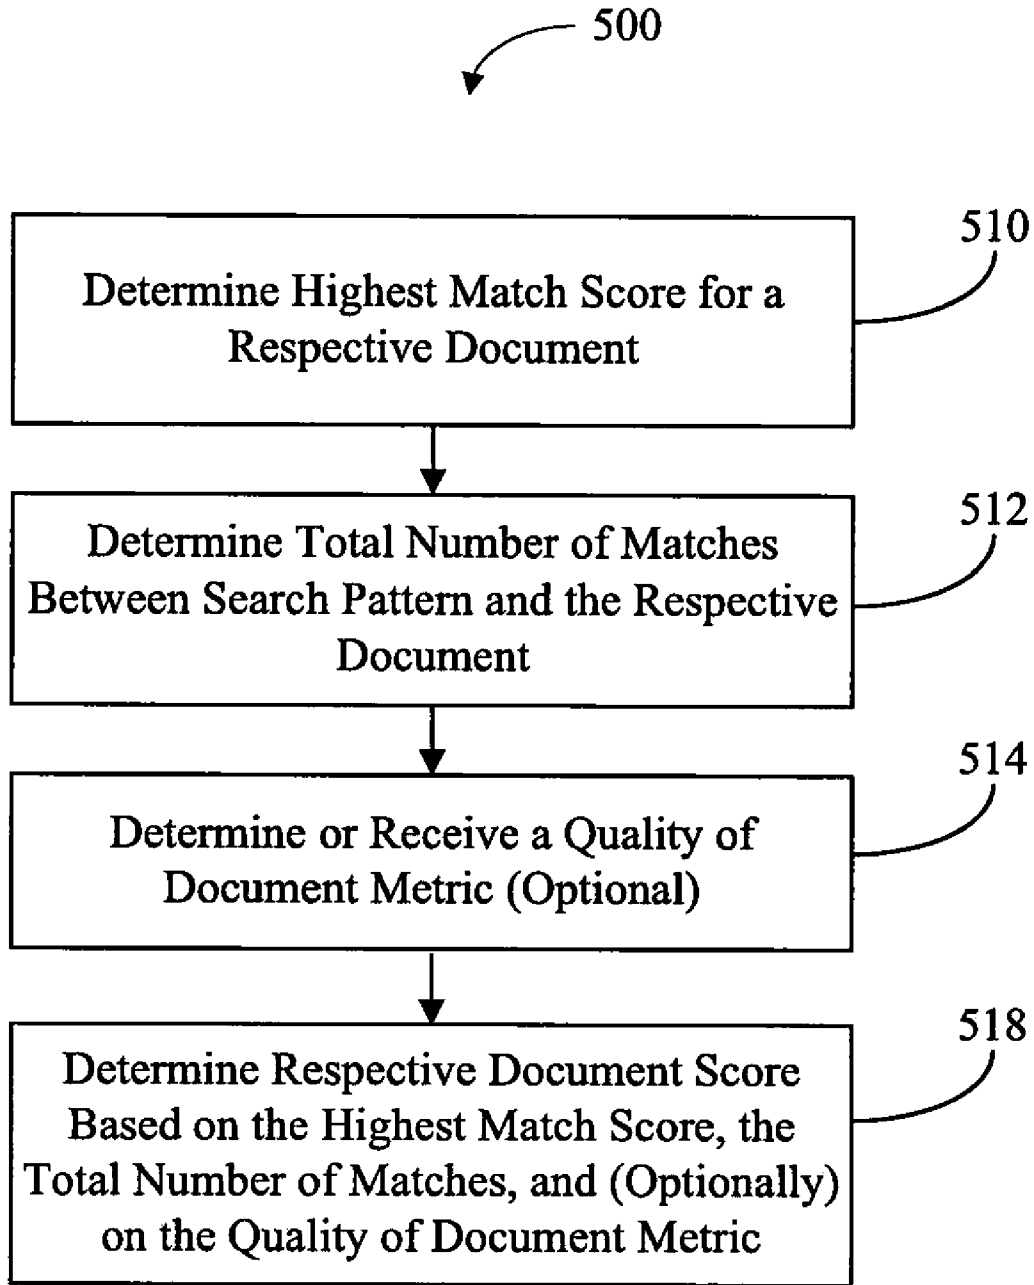 500
510
Determine Highest Match Score for a
Respective Document
512
Determine Total Number of Matches
Between Search Pattern and the Respective
Document
514
Determine or Receive a Quality of
Document Metric (Optional)
518
Determine Respective Document Score
Based on the Highest Match Score, the
Total Number of Matches, and (Optionally)
on the Quality of Document Metric